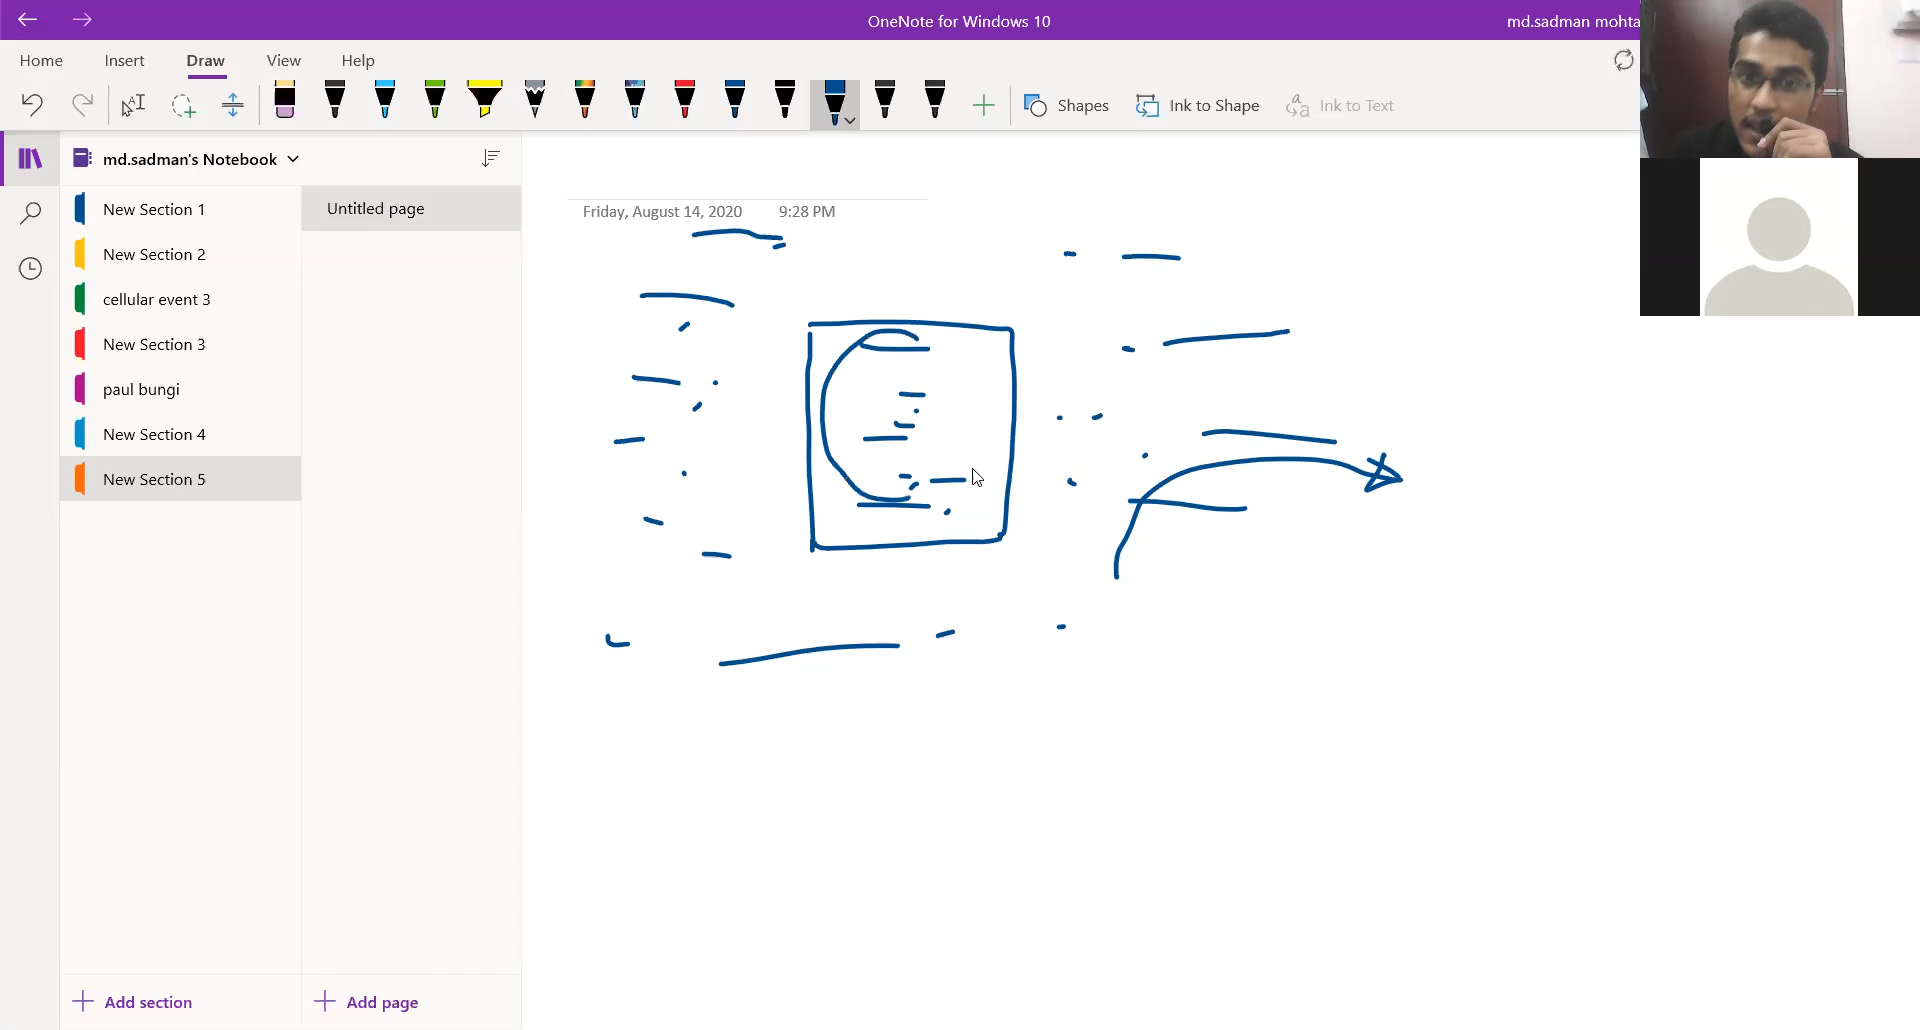 OneNote for Windows 10
md.sadman mohta
Home Insert Draw View Help
Shapes Ink to Shape Ink to Text
md.sadman's Notebook
New Section 1
New Section 2
cellular event 3
New Section 3
paul bungi
New Section 4
New Section 5
Add section
Untitled page
Add page
Friday, August 14, 2020 9:28 PM